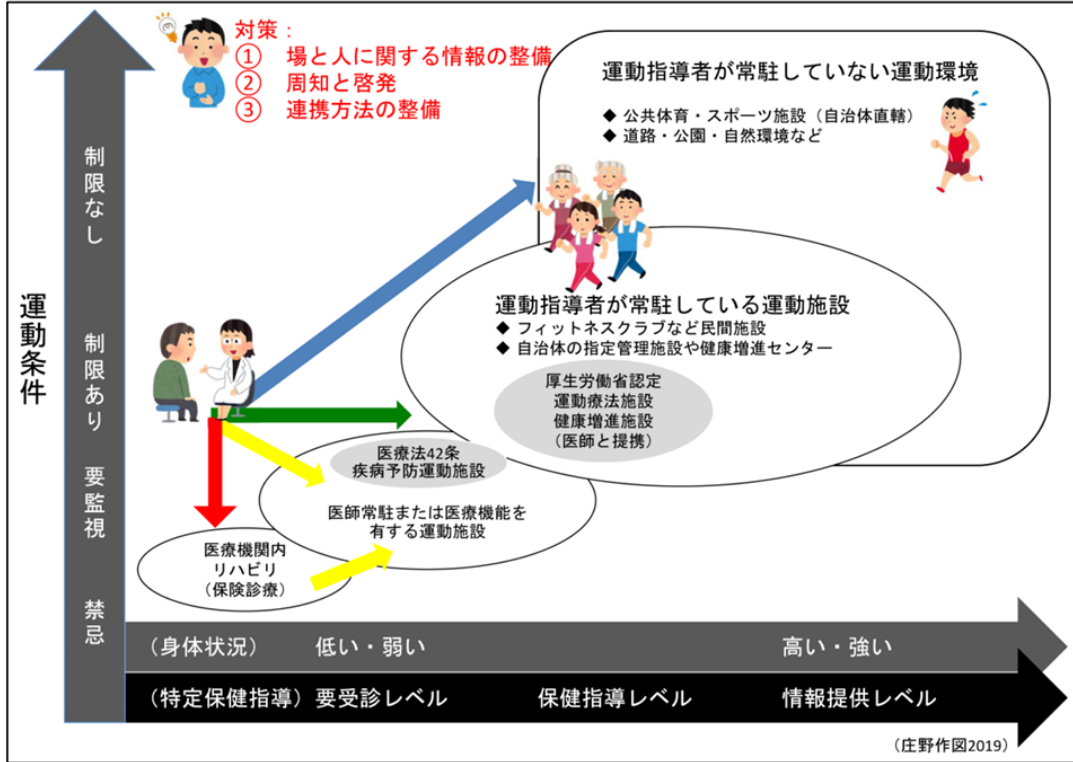 対策：
① 場と人に関する情報の整備
② 周知と啓発
③ 連携方法の整備
運動指導者が常駐していない運動環境
◆ 公共体育・スポーツ施設（自治体直轄）
◆ 道路・公園・自然環境など
運動条件
制限なし
制限あり
要監視
禁忌
運動指導者が常駐している運動施設
◆ フィットネスクラブなど民間施設
◆ 自治体の指定管理施設や健康増進センター
厚生労働省認定
運動療法施設
健康増進施設
（医師と提携）
医療法42条
疾病予防運動施設
医師常駐または医療機能を
有する運動施設
医療機関内
リハビリ
（保険診療）
（身体状況） 低い・弱い 高い・強い
（特定保健指導）要受診レベル 保健指導レベル 情報提供レベル
（庄野作図2019）